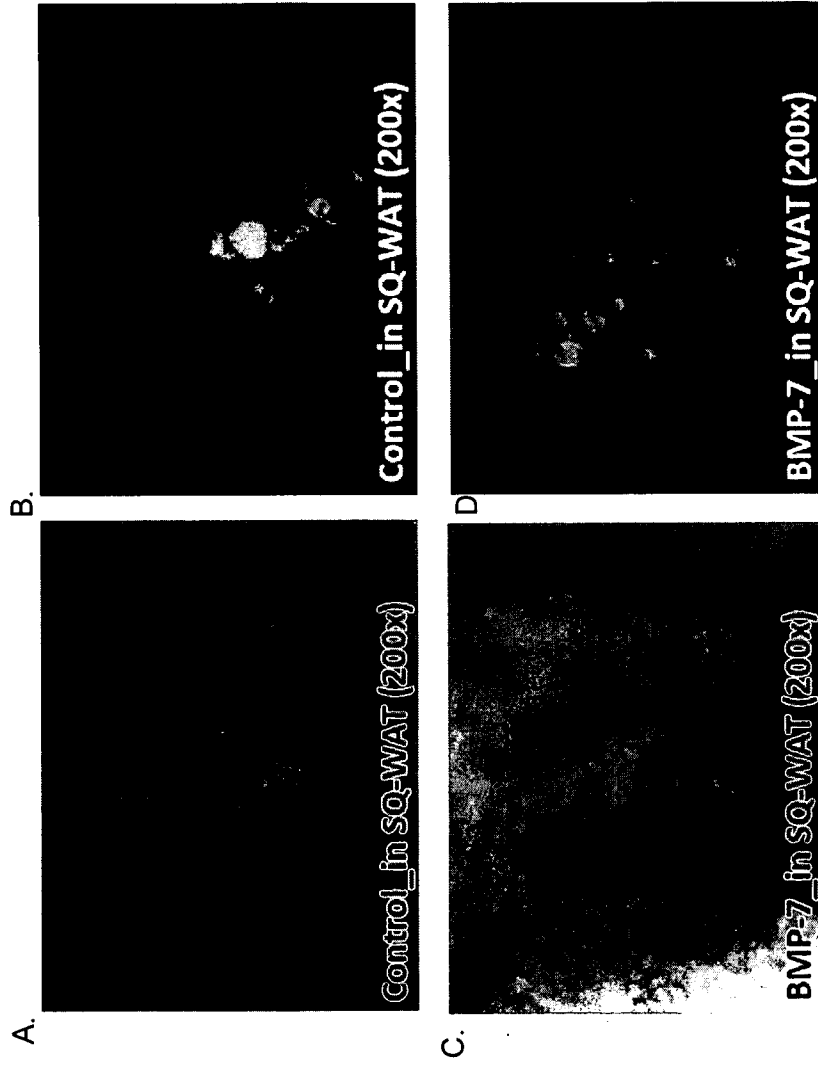 A.
Control_in SQ-WAT (200x)
B.
Control_in SQ-WAT (200x)
C.
BMP-7_in SQ-WAT (200x)
D
BMP-7_in SQ-WAT (200x)